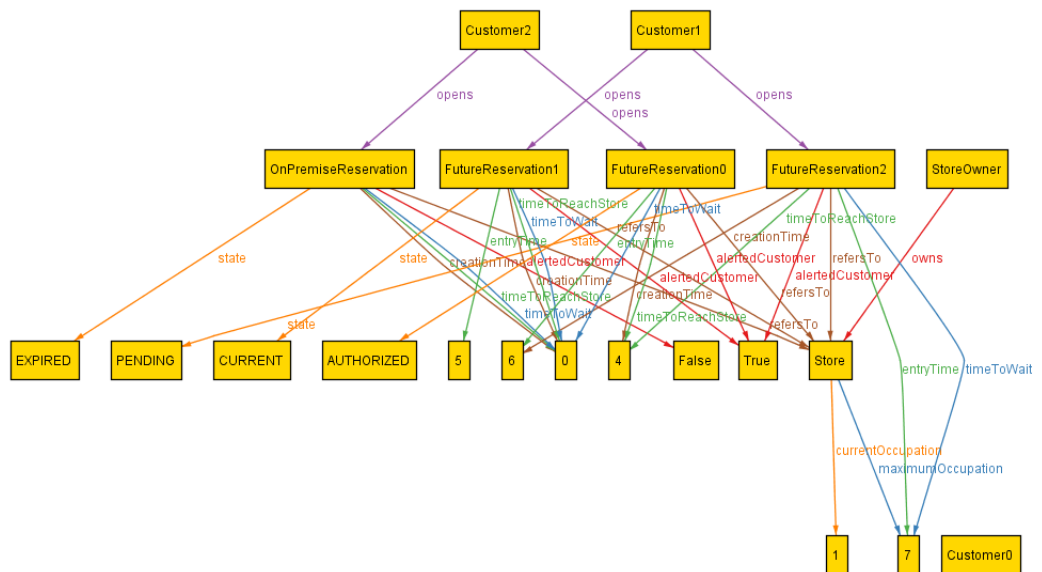 Customer2
Customer1
opens
opens
opens
opens
OnPremiseReservation
FutureReservation1
FutureReservation0
FutureReservation2
StoreOwner
timeToReachStore
timeToWait
timeToReachStore
timeToWait
refersTo
creationTime
entryTime
entryTime
state
state
state
creationTime
alertedCustomer
alertedCustomer
refersTo
owns
creationTime
alertedCustomer
alertedCustomer
timeToReachStore
creationTime
refersTo
timeToWait
timeToReachStore
state
refersTo
EXPIRED
PENDING
CURRENT
AUTHORIZED
5
6
0
4
False
True
Store
entryTime
timeToWait
currentOccupation
maximumOccupation
1
7
Customer0